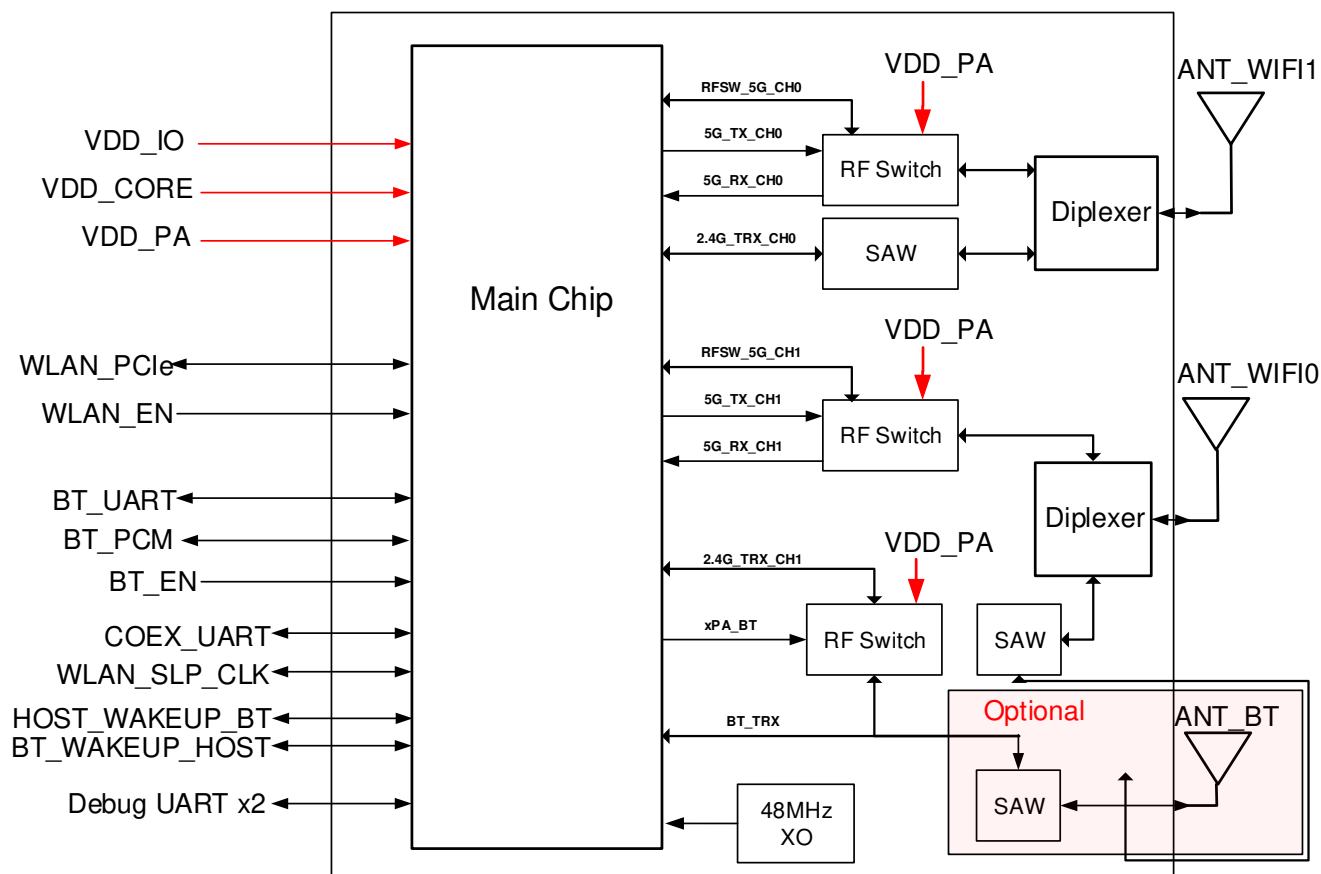 VDD_PA
ANT_WIFI1
RFSW_5G_CH0
VDD_IO
5G_TX_CH0
RF Switch
VDD_CORE
5G_RX_CH0
Diplexer
VDD_PA
2.4G_TRX_CH0
SAW
Main Chip
VDD_PA
RFSW_5G_CH1
WLAN_PCIe
ANT_WIFI0
WLAN_EN
5G_TX_CH1
RF Switch
5G_RX_CH1
BT_UART
Diplexer
BT_PCM
VDD_PA
2.4G_TRX_CH1
BT_EN
COEX_UART
xPA_BT
RF Switch
SAW
WLAN_SLP_CLK
HOST_WAKEUP_BT
BT_TRX
Optional
ANT_BT
BT_WAKEUP_HOST
Debug UART x2
48MHz
XO
SAW